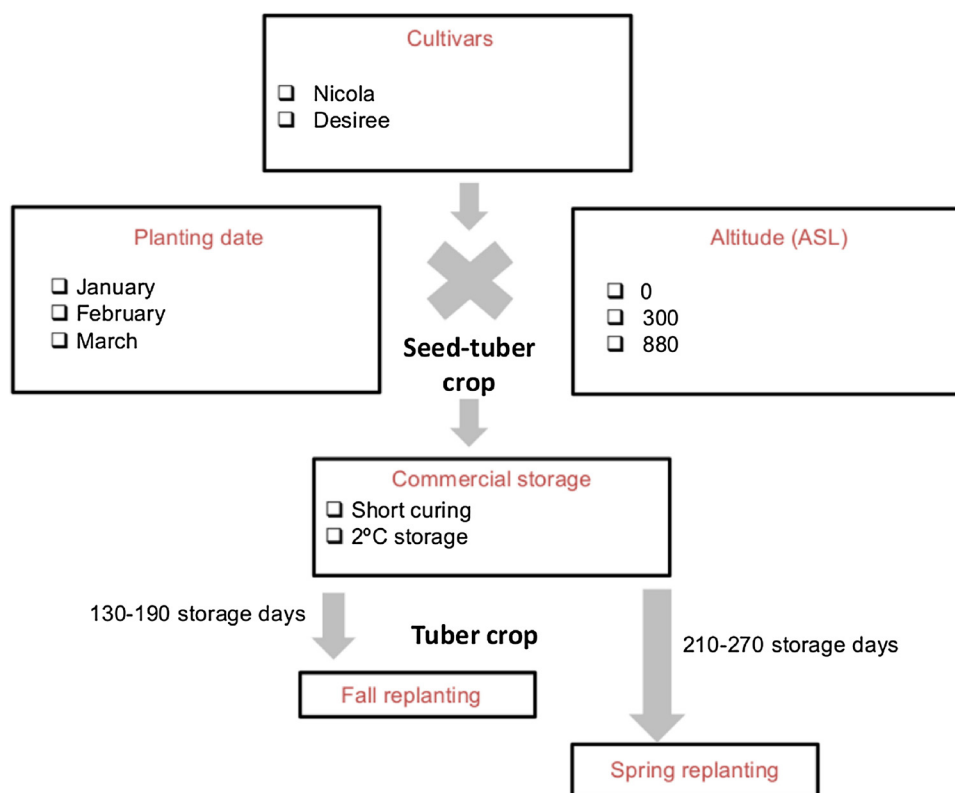 Cultivars
Nicola
Desiree
Planting date
January
February
March
Altitude (ASL)
0
300
880
Seed-tuber
crop
Commercial storage
Short curing
2ºC storage
130-190 storage days
Tuber crop
210-270 storage days
Fall replanting
Spring replanting